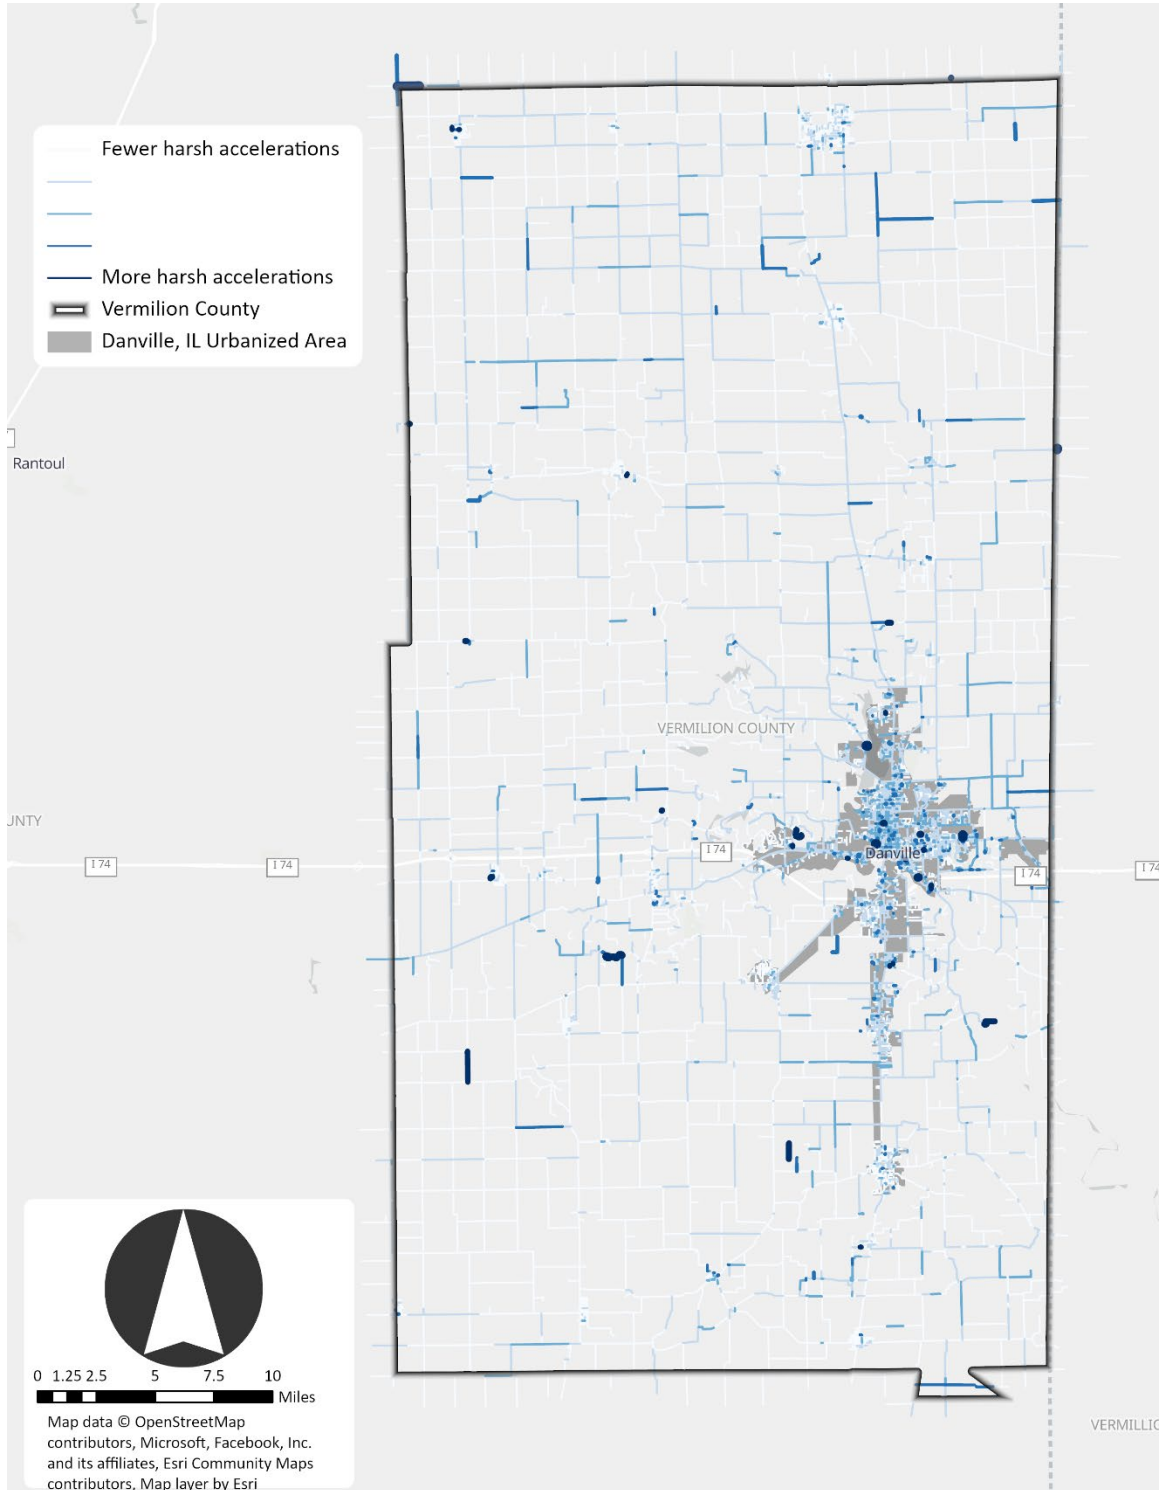 Fewer harsh accelerations
More harsh accelerations
Vermilion County
Danville, IL Urbanized Area
Rantoul
VERMILION COUNTY
UNTY
I 74
I 74
I 74
Danville
I 74
I 74
0 1.25 2.5 5 7.5 10
Miles
Map data © OpenStreetMap
contributors, Microsoft, Facebook, Inc.
and its affiliates, Esri Community Maps
contributors, Map layer by Esri
VERMILLIO